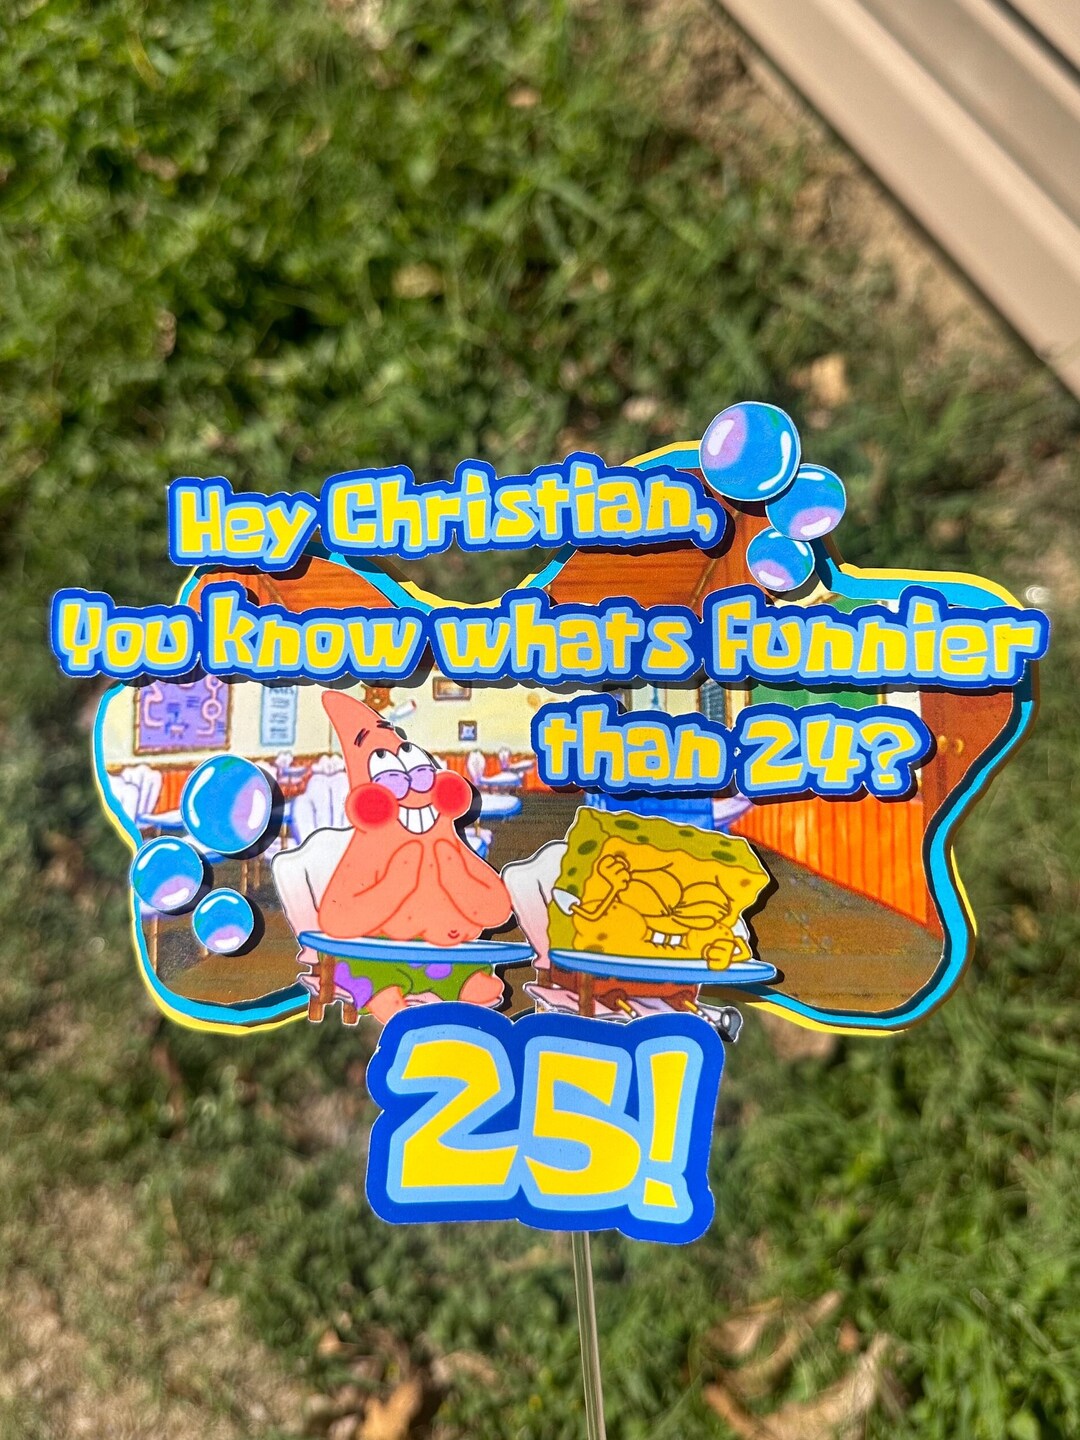 Hey Christian,
You know whats Funnier
than 24?
25!